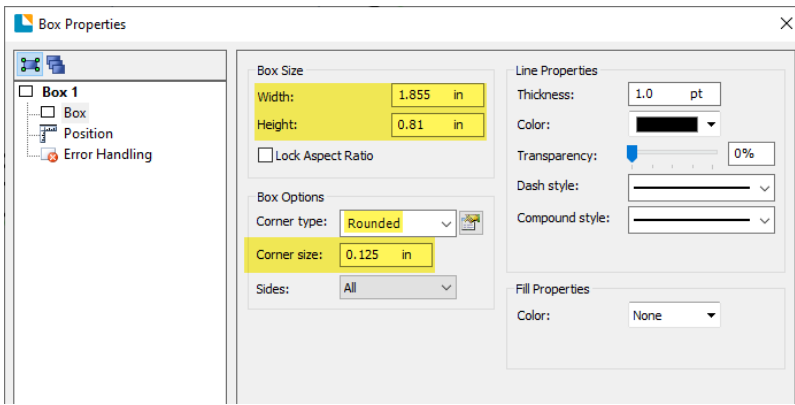 Box Properties
Box 1
Box
Position
Error Handling
Box Size
Width: 1.855 in
Height: 0.81 in
Lock Aspect Ratio
Box Options
Corner type: Rounded
Corner size: 0.125 in
Sides: All
Line Properties
Thickness: 1.0 pt
Color:
Transparency: 0%
Dash style:
Compound style:
Fill Properties
Color: None